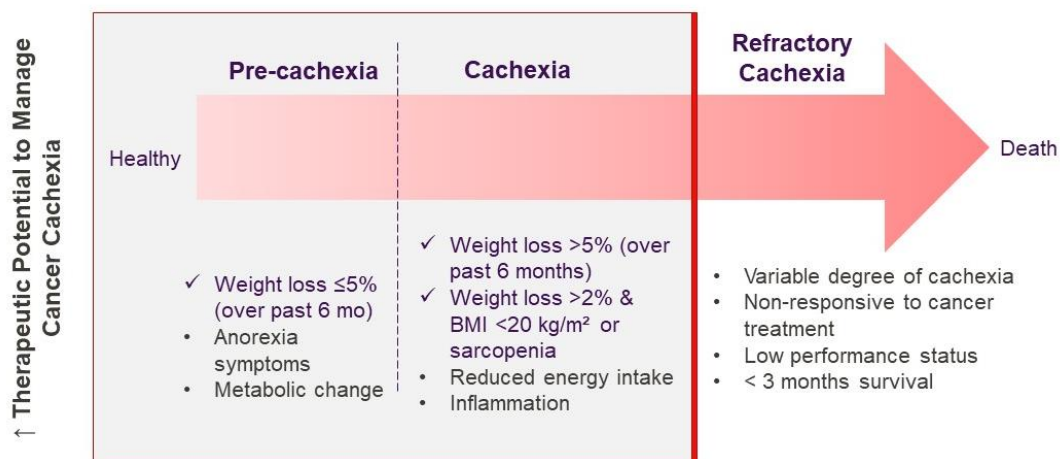 ↑ Therapeutic Potential to Manage
Cancer Cachexia
Healthy
Pre-cachexia
✓ Weight loss ≤5%
(over past 6 mo)
• Anorexia
symptoms
• Metabolic change
Cachexia
✓ Weight loss >5% (over
past 6 months)
✓ Weight loss >2% &
BMI <20 kg/m² or
sarcopenia
• Reduced energy intake
• Inflammation
Refractory
Cachexia
• Variable degree of cachexia
• Non-responsive to cancer
treatment
• Low performance status
• < 3 months survival
Death